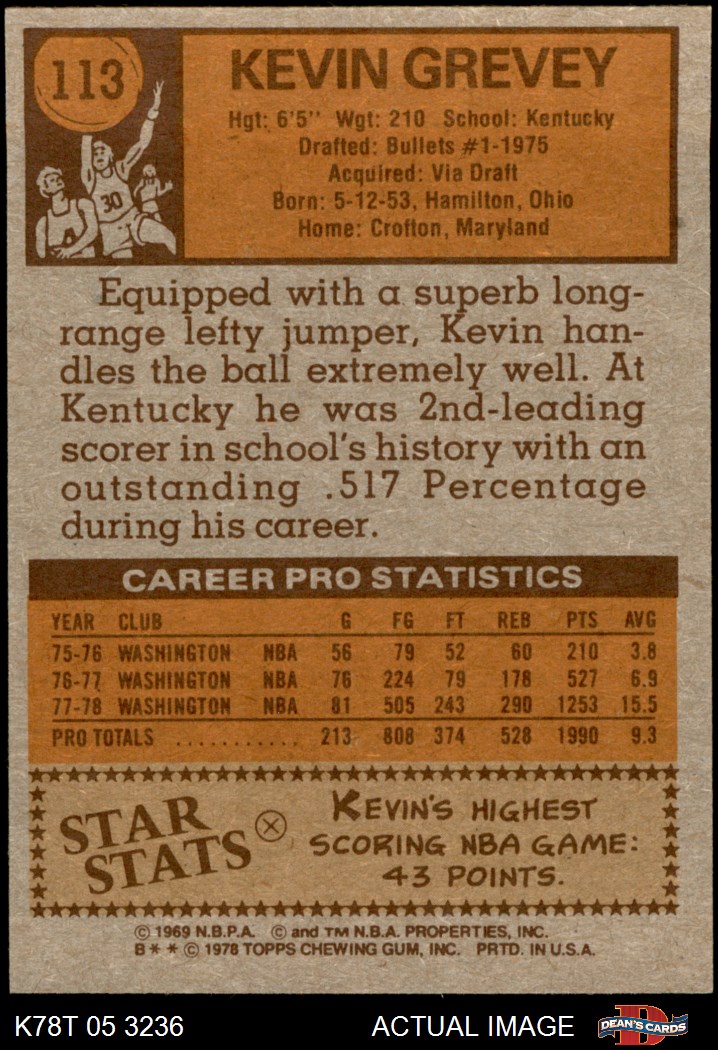 113
30
KEVIN GREVEY
Hgt: 6'5'' Wgt: 210 School: Kentucky
Drafted: Bullets #1-1975
Acquired: Via Draft
Born: 5-12-53, Hamilton, Ohio
Home: Crofton, Maryland
Equipped with a superb long-
range lefty jumper, Kevin han-
dles the ball extremely well. At
Kentucky he was 2nd-leading
scorer in school's history with an
outstanding .517 Percentage
during his career.
CAREER PRO STATISTICS
YEAR CLUB G FG FT REB PTS AVG
75-76 WASHINGTON NBA 56 79 52 60 210 3.8
76-77 WASHINGTON NBA 76 224 79 178 527 6.9
77-78 WASHINGTON NBA 81 505 243 290 1253 15.5
PRO TOTALS ........... 213 808 374 528 1990 9.3
STAR
STATS
KEVIN'S HIGHEST
SCORING NBA GAME:
43 POINTS.
© 1969 N.B.P.A. © and TM N.B.A. PROPERTIES, INC.
B * * © 1978 TOPPS CHEWING GUM, INC. PRTD. IN U.S.A.
K78T 05 3236 ACTUAL IMAGE D DEAN'S CARDS